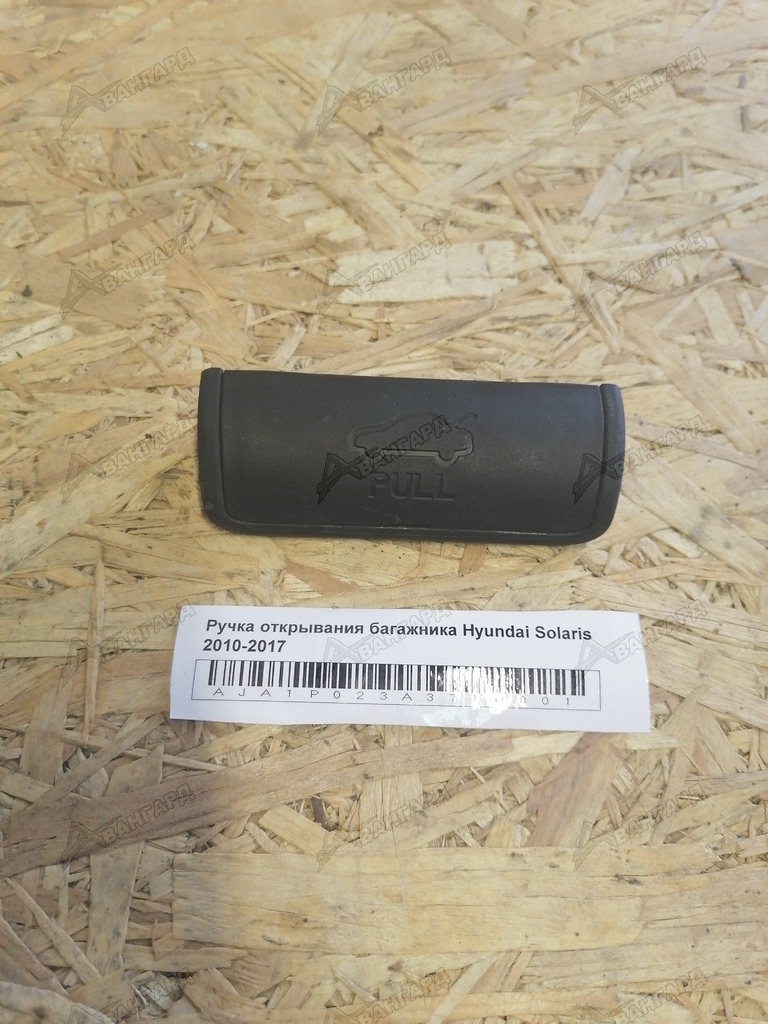 PULL
Ручка открывания багажника Hyundai Solaris
2010-2017